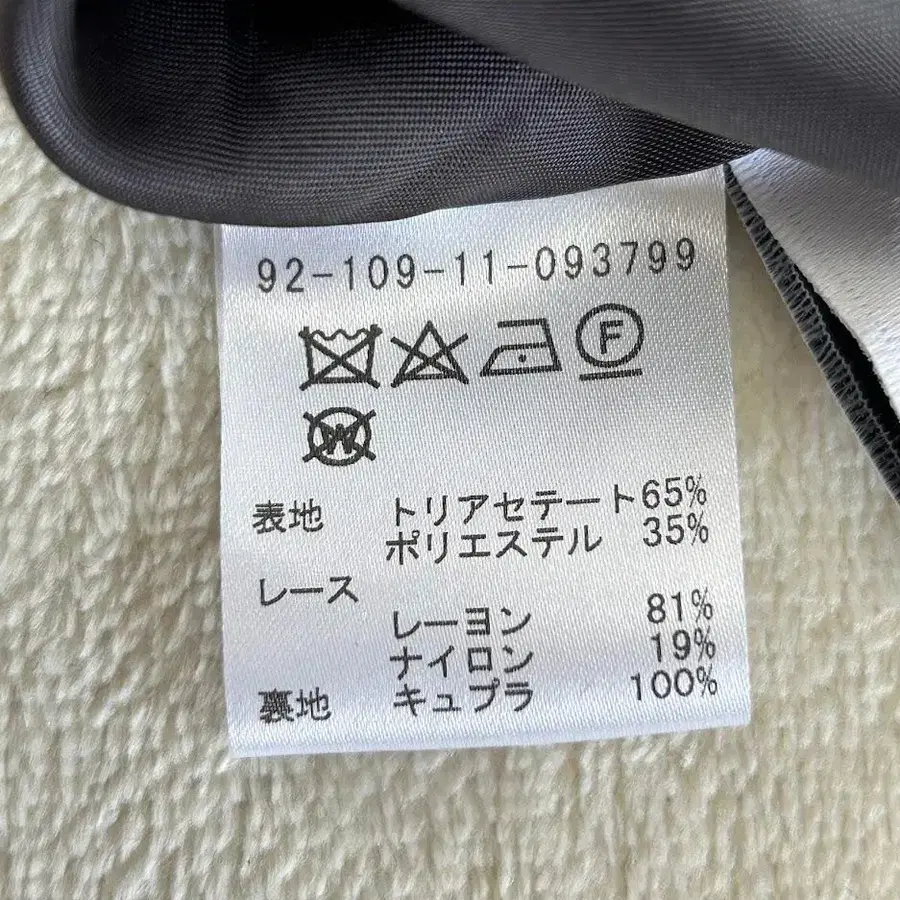 92-109-11-093799
F
W
表地 トリアセテート65%
ポリエステル 35%
レース
レーヨン 81%
ナイロン 19%
裏地 キュプラ 100%